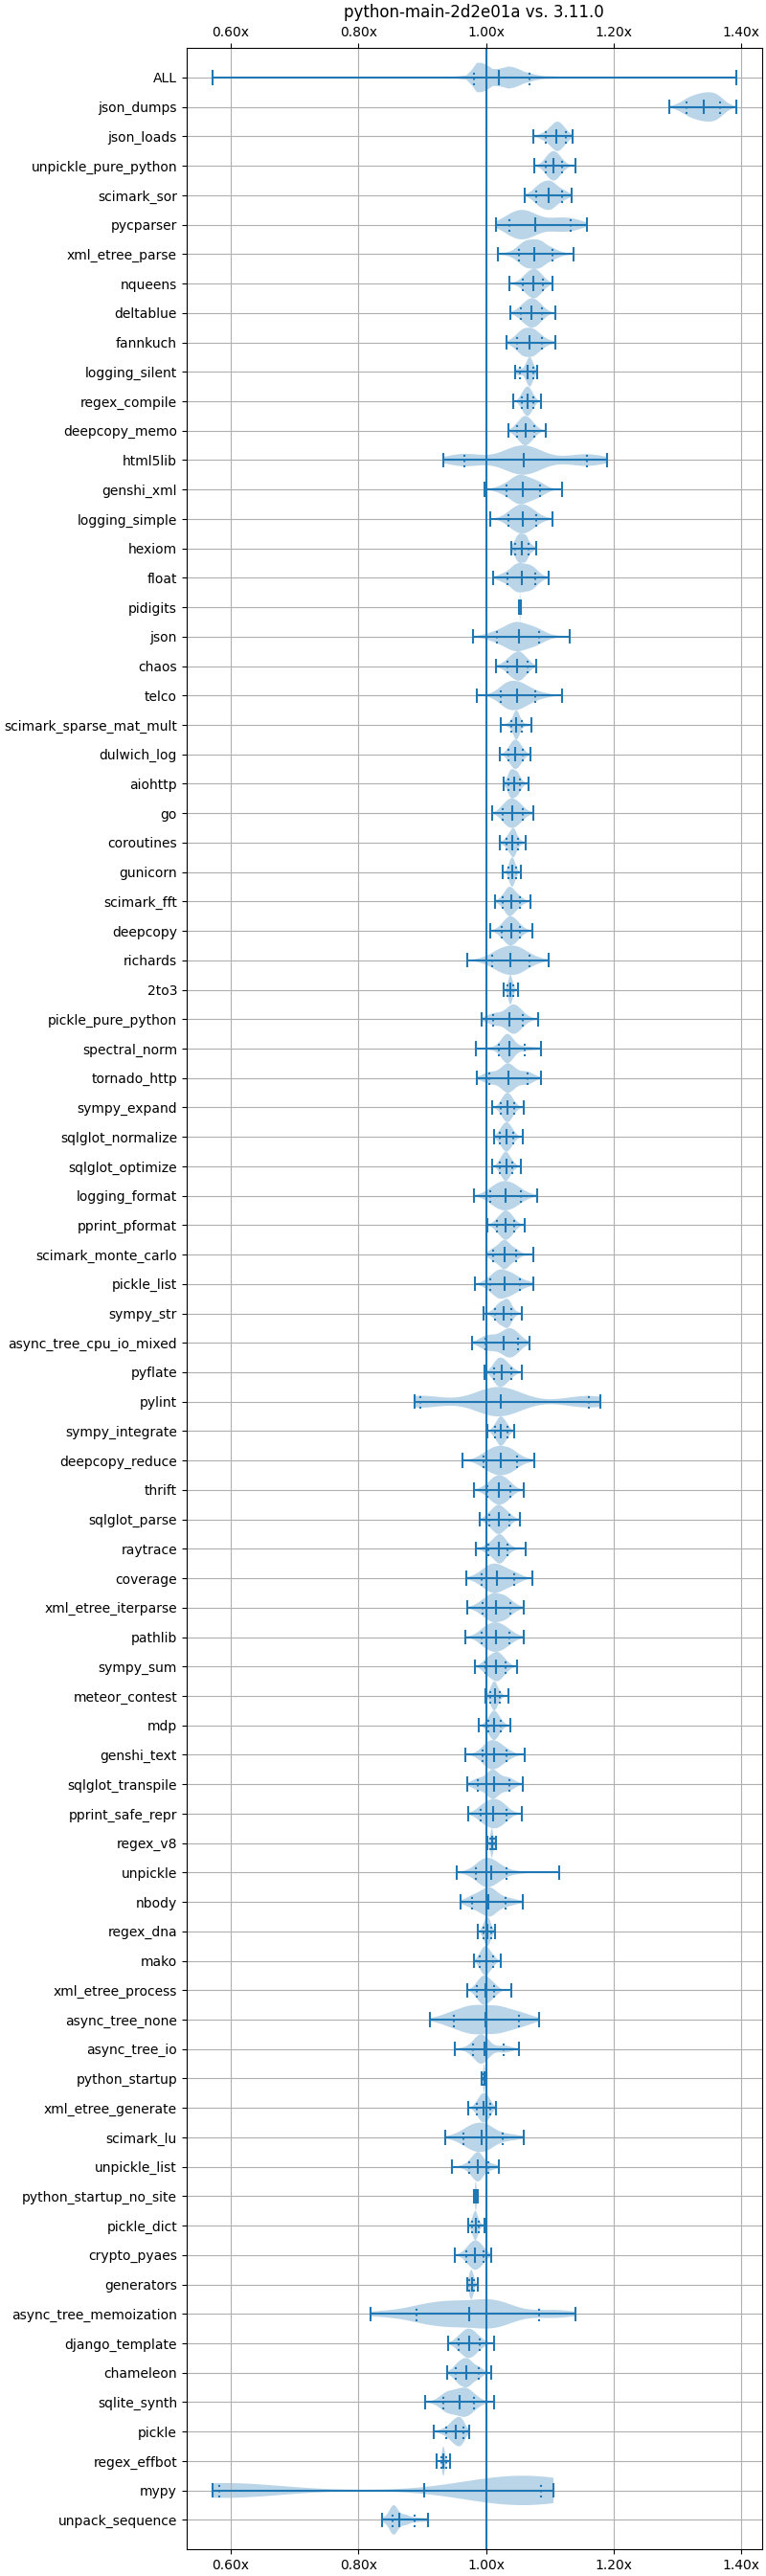 python-main-2d2e01a vs. 3.11.0
0.60x 0.80x 1.00x 1.20x 1.40x
ALL
json_dumps
json_loads
unpickle_pure_python
scimark_sor
pycparser
xml_etree_parse
nqueens
deltablue
fannkuch
logging_silent
regex_compile
deepcopy_memo
html5lib
genshi_xml
logging_simple
hexiom
float
pidigits
json
chaos
telco
scimark_sparse_mat_mult
dulwich_log
aiohttp
go
coroutines
gunicorn
scimark_fft
deepcopy
richards
2to3
pickle_pure_python
spectral_norm
tornado_http
sympy_expand
sqlglot_normalize
sqlglot_optimize
logging_format
pprint_pformat
scimark_monte_carlo
pickle_list
sympy_str
async_tree_cpu_io_mixed
pyflate
pylint
sympy_integrate
deepcopy_reduce
thrift
sqlglot_parse
raytrace
coverage
xml_etree_iterparse
pathlib
sympy_sum
meteor_contest
mdp
genshi_text
sqlglot_transpile
pprint_safe_repr
regex_v8
unpickle
nbody
regex_dna
mako
xml_etree_process
async_tree_none
async_tree_io
python_startup
xml_etree_generate
scimark_lu
unpickle_list
python_startup_no_site
pickle_dict
crypto_pyaes
generators
async_tree_memoization
django_template
chameleon
sqlite_synth
pickle
regex_effbot
mypy
unpack_sequence
0.60x 0.80x 1.00x 1.20x 1.40x